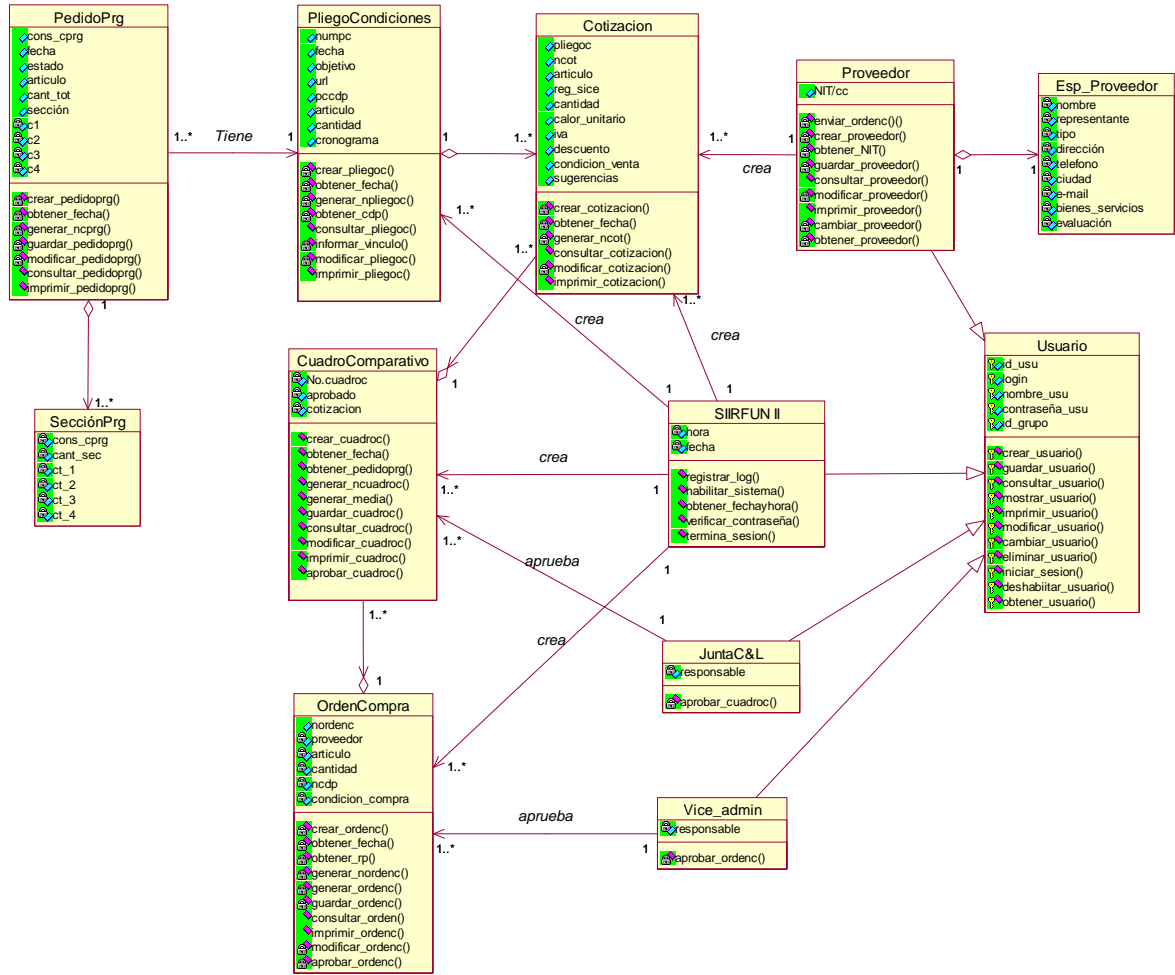 PedidoPrg
cons_cprg
fecha
estado
articulo
cant_tot
sección
c1
c2
c3
c4
crear_pedidoprg()
obtener_fecha()
generar_ncprg()
guardar_pedidoprg()
modificar_pedidoprg()
consultar_pedidoprg()
imprimir_pedidoprg()
1..*
Tiene
1
PliegoCondiciones
numpc
fecha
objetivo
url
pccdp
articulo
cantidad
cronograma
crear_pliegoc()
obtener_fecha()
generar_npliegoc()
obtener_cdp()
consultar_pliegoc()
informar_vinculo()
modificar_pliegoc()
imprimir_pliegoc()
1
1..*
1..*
Cotizacion
pliegoc
ncot
articulo
reg_sice
cantidad
calor_unitario
iva
descuento
condicion_venta
sugerencias
crear_cotizacion()
obtener_fecha()
generar_ncot()
consultar_cotizacion()
modificar_cotizacion()
imprimir_cotizacion()
1..*
1..*
1..*
crea
1
Proveedor
NIT/cc
enviar_ordenc()()
crear_proveedor()
obtener_NIT()
guardar_proveedor()
consultar_proveedor()
modificar_proveedor()
imprimir_proveedor()
cambiar_proveedor()
obtener_proveedor()
1
1
Esp_Proveedor
nombre
representante
tipo
dirección
telefono
ciudad
e-mail
bienes_servicios
evaluación
1
1..*
SecciónPrg
cons_cprg
cant_sec
ct_1
ct_2
ct_3
ct_4
CuadroComparativo
No.cuadroc
aprobado
cotizacion
crear_cuadroc()
obtener_fecha()
obtener_pedidoprg()
generar_ncuadroc()
generar_media()
guardar_cuadroc()
consultar_cuadroc()
modificar_cuadroc()
imprimir_cuadroc()
aprobar_cuadroc()
1
crea
1
crea
1
SIIRFUN II
hora
fecha
registrar_log()
habilitar_sistema()
obtener_fechayhora()
verificar_contraseña()
termina_sesion()
crea
1..*
1
1..*
aprueba
1
1
crea
Usuario
id_usu
login
nombre_usu
contraseña_usu
id_grupo
crear_usuario()
guardar_usuario()
consultar_usuario()
mostrar_usuario()
imprimir_usuario()
modificar_usuario()
cambiar_usuario()
eliminar_usuario()
iniciar_sesion()
deshabiitar_usuario()
obtener_usuario()
JuntaC&L
responsable
aprobar_cuadroc()
1..*
1
OrdenCompra
nordenc
proveedor
articulo
cantidad
ncdp
condicion_compra
crear_ordenc()
obtener_fecha()
obtener_rp()
generar_nordenc()
generar_ordenc()
guardar_ordenc()
consultar_orden()
imprimir_ordenc()
modificar_ordenc()
aprobar_ordenc()
1..*
aprueba
1..*
1
Vice_admin
responsable
aprobar_ordenc()